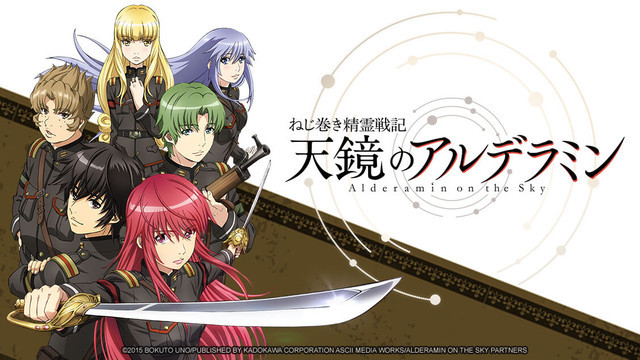 ねじ巻き精霊戦記
天鏡のアルデラミン
Alderamin on the Sky
©2015 BOKUTO UNO/PUBLISHED BY KADOKAWA CORPORATION ASCII MEDIA WORKS/ALDERAMIN ON THE SKY PARTNERS